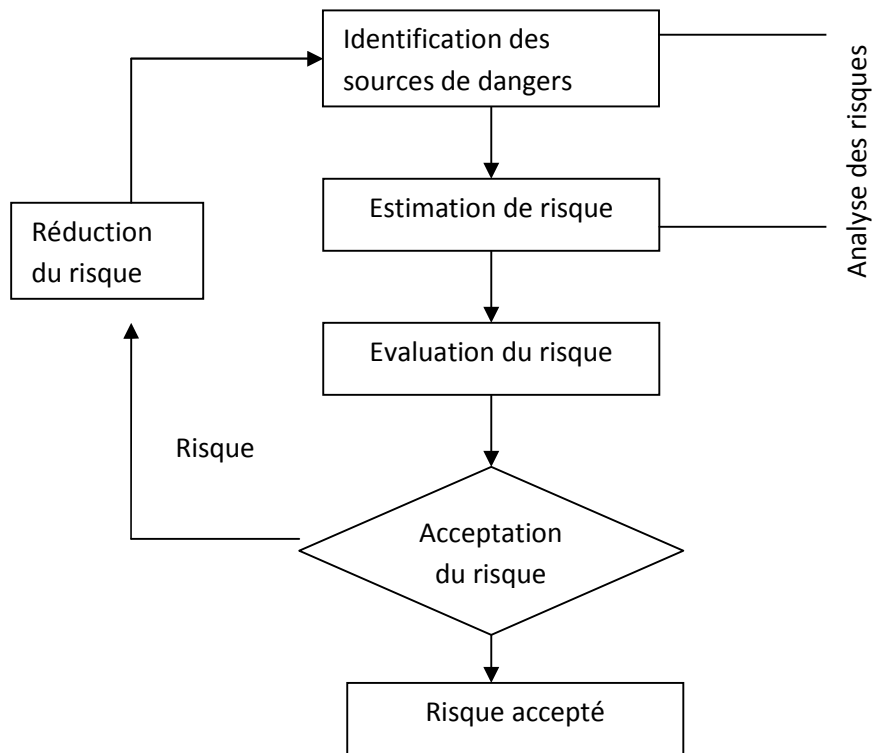 Identification des
sources de dangers
Analyse des risques
Estimation de risque
Réduction
du risque
Evaluation du risque
Risque
Acceptation
du risque
Risque accepté